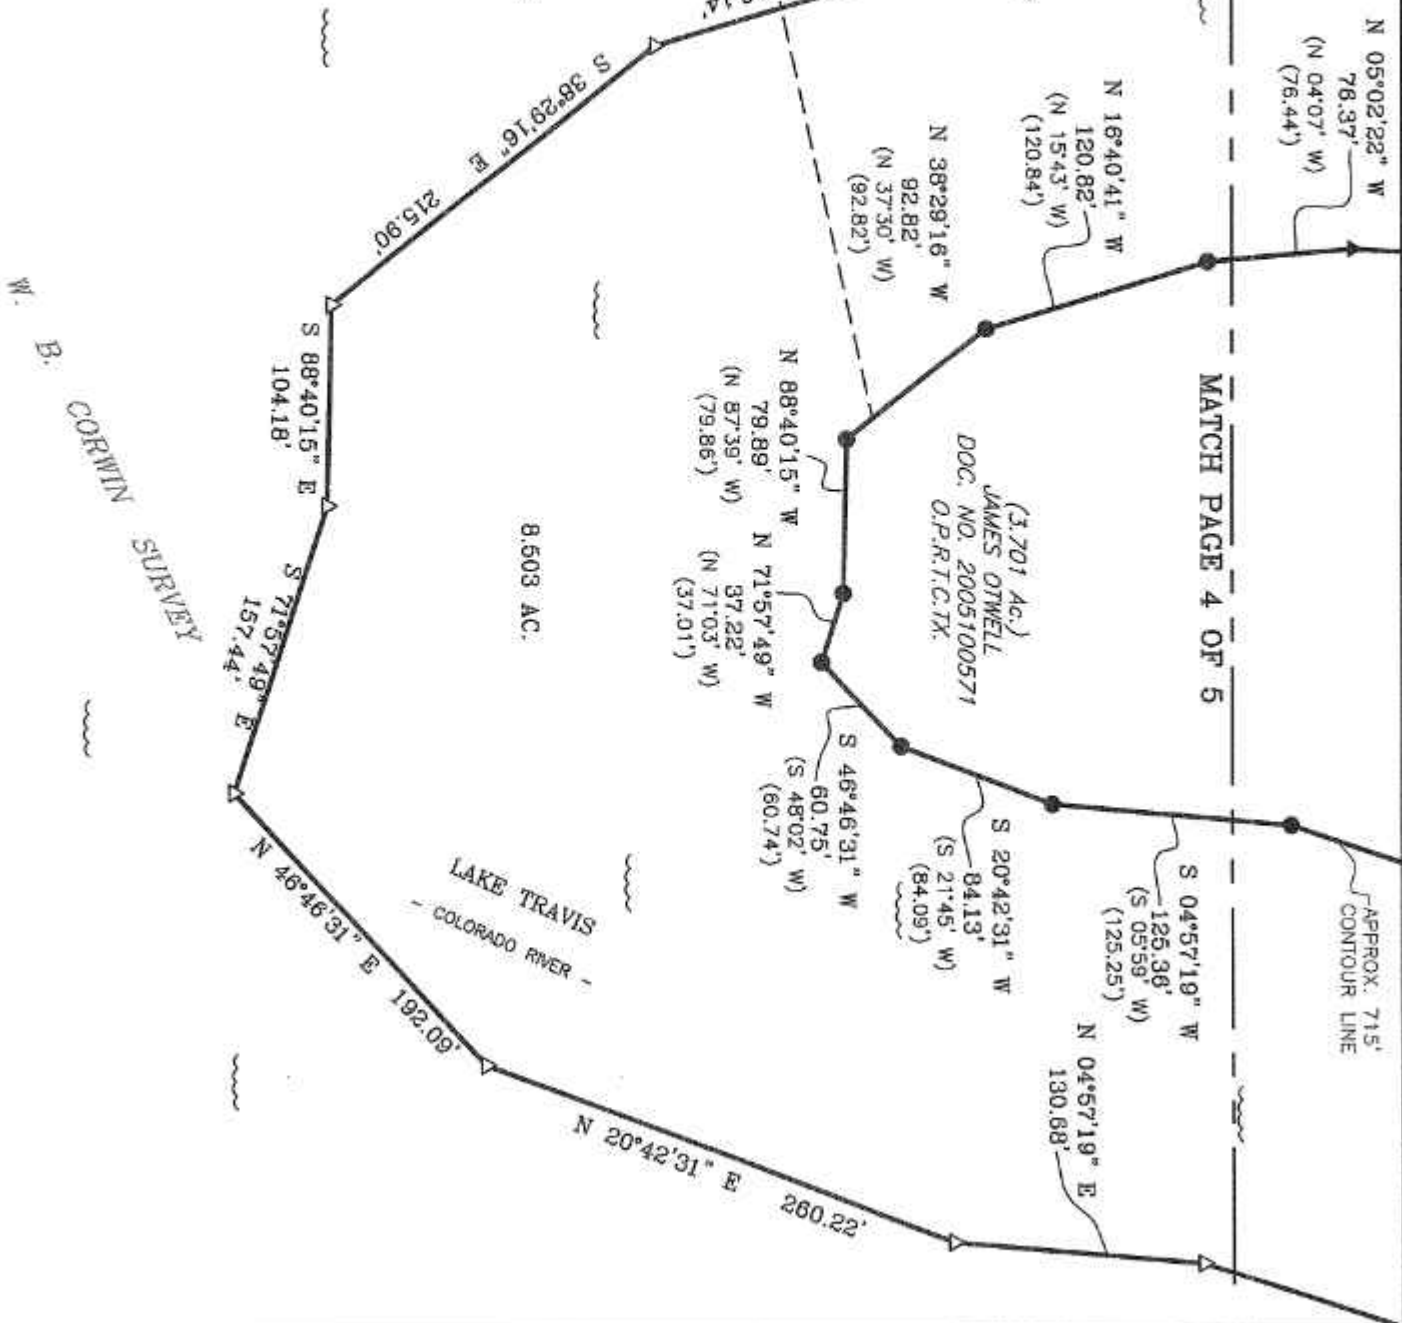 N 05°02'22" W
76.37'
(N 04°07' W)
(76.44')
N 16°40'41" W
120.82'
(N 15°43' W)
(120.84')
N 38°29'16" W
92.82'
(N 37°30' W)
(92.82')
N 88°40'15" W
79.89'
(N 87°39' W)
(79.86')
N 71°57'49" W
37.22'
(N 71°03' W)
(37.01')
S 46°46'31" W
60.75'
(S 48°02' W)
(60.74')
S 20°42'31" W
84.13'
(S 21°45' W)
(84.09')
S 04°57'19" W
125.36'
(S 05°59' W)
(125.25')
APPROX. 715'
CONTOUR LINE
MATCH PAGE 4 OF 5
(3.701 Ac.)
JAMES OTWELL
DOC. NO. 2005100571
O.P.R.T.C.TX.
N 04°57'19" E
130.68'
N 20°42'31" E 260.22'
N 46°46'31" E 192.09'
LAKE TRAVIS
- COLORADO RIVER -
8.503 AC.
S 71°57'49" E
157.44'
S 88°40'15" E
104.18'
S 38°29'16" E 215.90'
W. B. CORWIN SURVEY